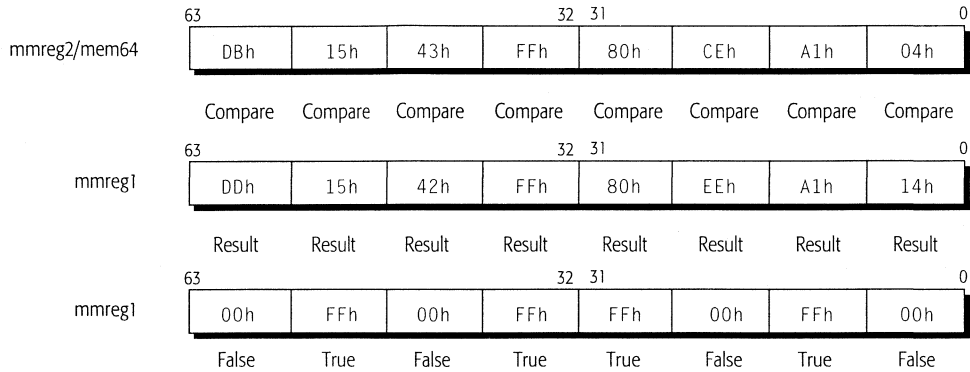 63 32 31 0
mmreg2/mem64 DBh 15h 43h FFh 80h CEh A1h 04h
Compare Compare Compare Compare Compare Compare Compare Compare
63 32 31 0
mmreg1 DDh 15h 42h FFh 80h EEh A1h 14h
Result Result Result Result Result Result Result Result
63 32 31 0
mmreg1 00h FFh 00h FFh FFh 00h FFh 00h
False True False True True False True False